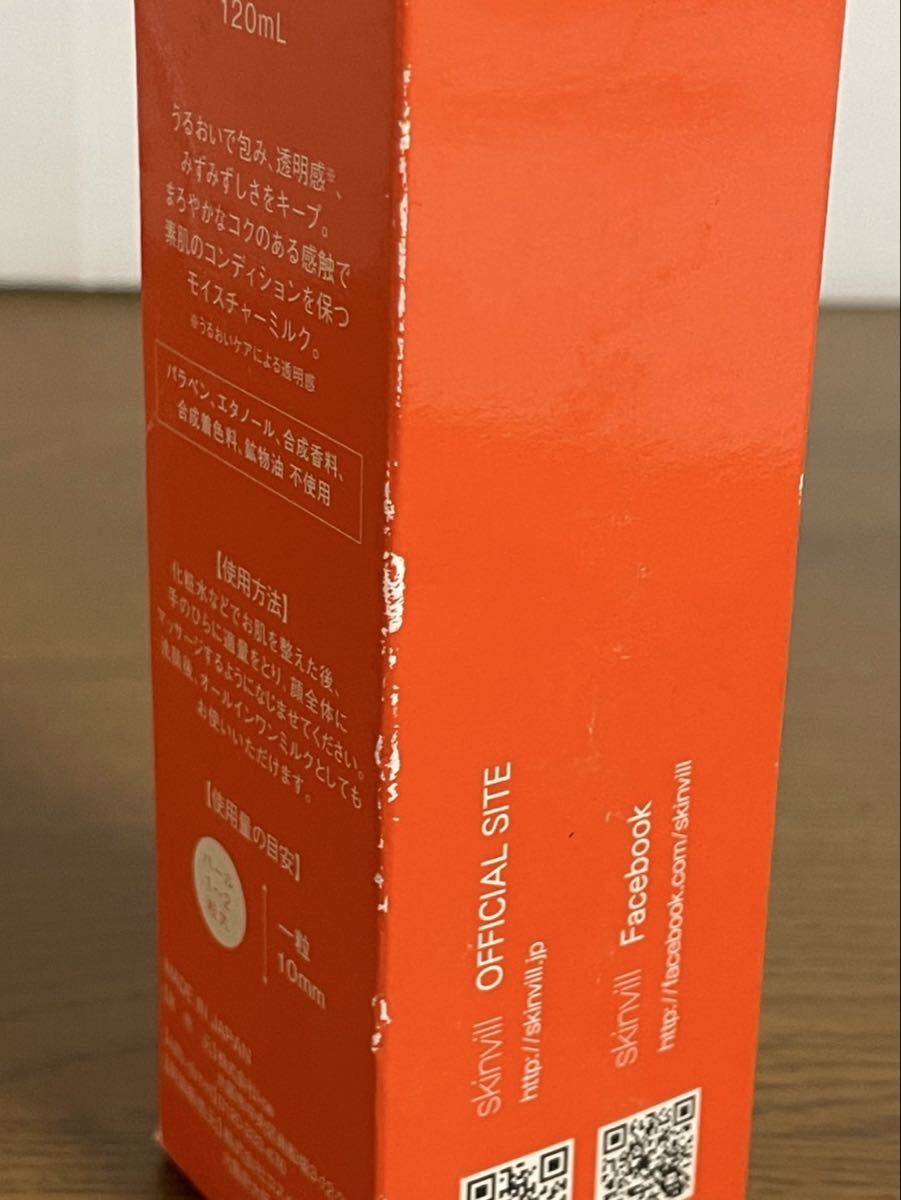 120mL
うるおいで包み、透明感※、
みずみずしさをキープ。
まろやかなコクのある感触で
素肌のコンディションを保つ
モイスチャーミルク。
※うるおいケアによる透明感
パラベン、エタノール、合成香料、
合成着色料、鉱物油 不使用
【使用方法】
化粧水などでお肌を整えた後、
手のひらに適量をとり、顔全体に
マッサージするようになじませてください。
洗顔後、オールインワンミルクとしても
お使いいただけます。
【使用量の目安】
パール
1〜2
粒大
一粒
10mm
MADE IN JAPAN
skinvill OFFICIAL SITE
http://skinvill.jp
skinvill Facebook
http://facebook.com/skinvill